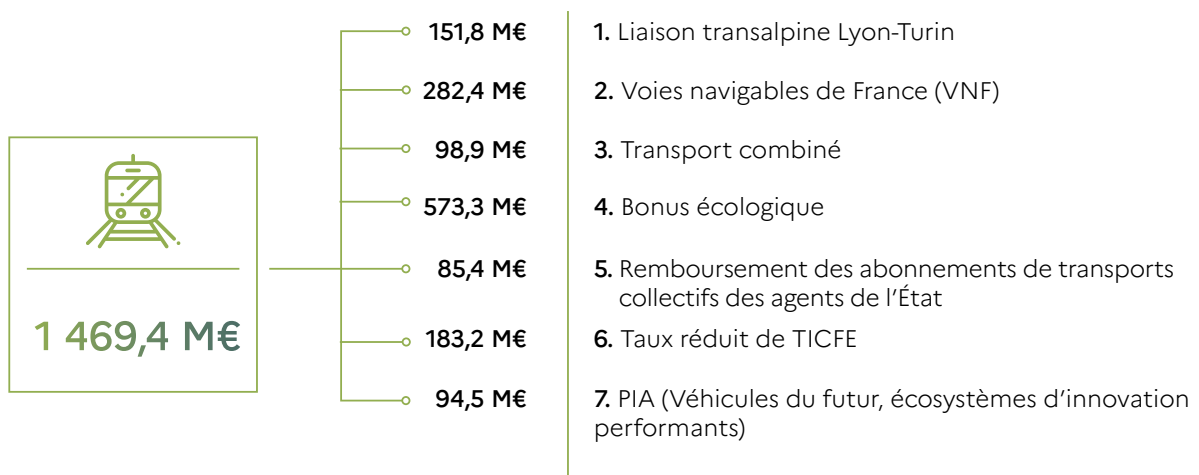 151,8 M€ 1. Liaison transalpine Lyon-Turin
282,4 M€ 2. Voies navigables de France (VNF)
98,9 M€ 3. Transport combiné
573,3 M€ 4. Bonus écologique
85,4 M€ 5. Remboursement des abonnements de transports
collectifs des agents de l’État
1 469,4 M€
183,2 M€ 6. Taux réduit de TICFE
94,5 M€ 7. PIA (Véhicules du futur, écosystèmes d’innovation
performants)